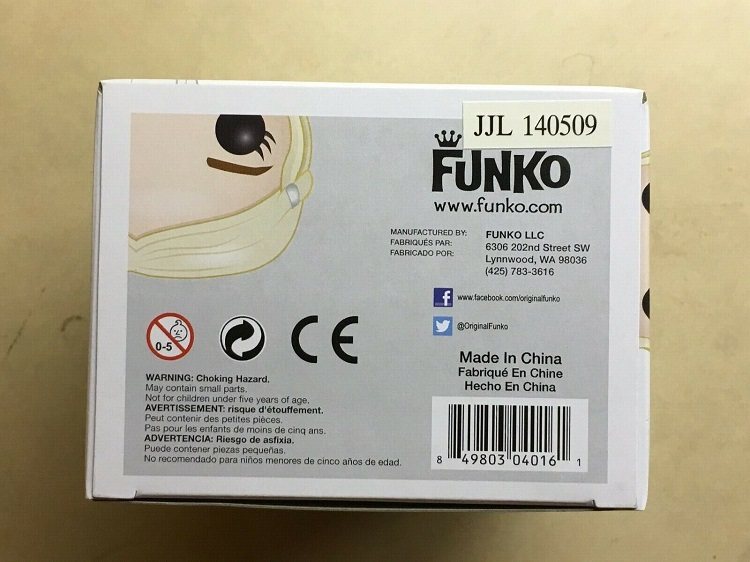 JJL 140509
FUNKO
www.funko.com
MANUFACTURED BY: FUNKO LLC
FABRIQUÉS PAR: 6306 202nd Street SW
FABRICADO POR: Lynnwood, WA 98036
(425) 783-3616
f www.facebook.com/originalfunko
@OriginalFunko
0-5
CE
Made In China
Fabriqué En Chine
Hecho En China
WARNING: Choking Hazard.
May contain small parts.
Not for children under five years of age.
AVERTISSEMENT: risque d'étouffement.
Peut contenir des petites pièces.
Pas pour les enfants de moins de cinq ans.
ADVERTENCIA: Riesgo de asfixia.
Puede contener piezas pequeñas.
No recomendado para niños menores de cinco años de edad.
8 49803 04016 1